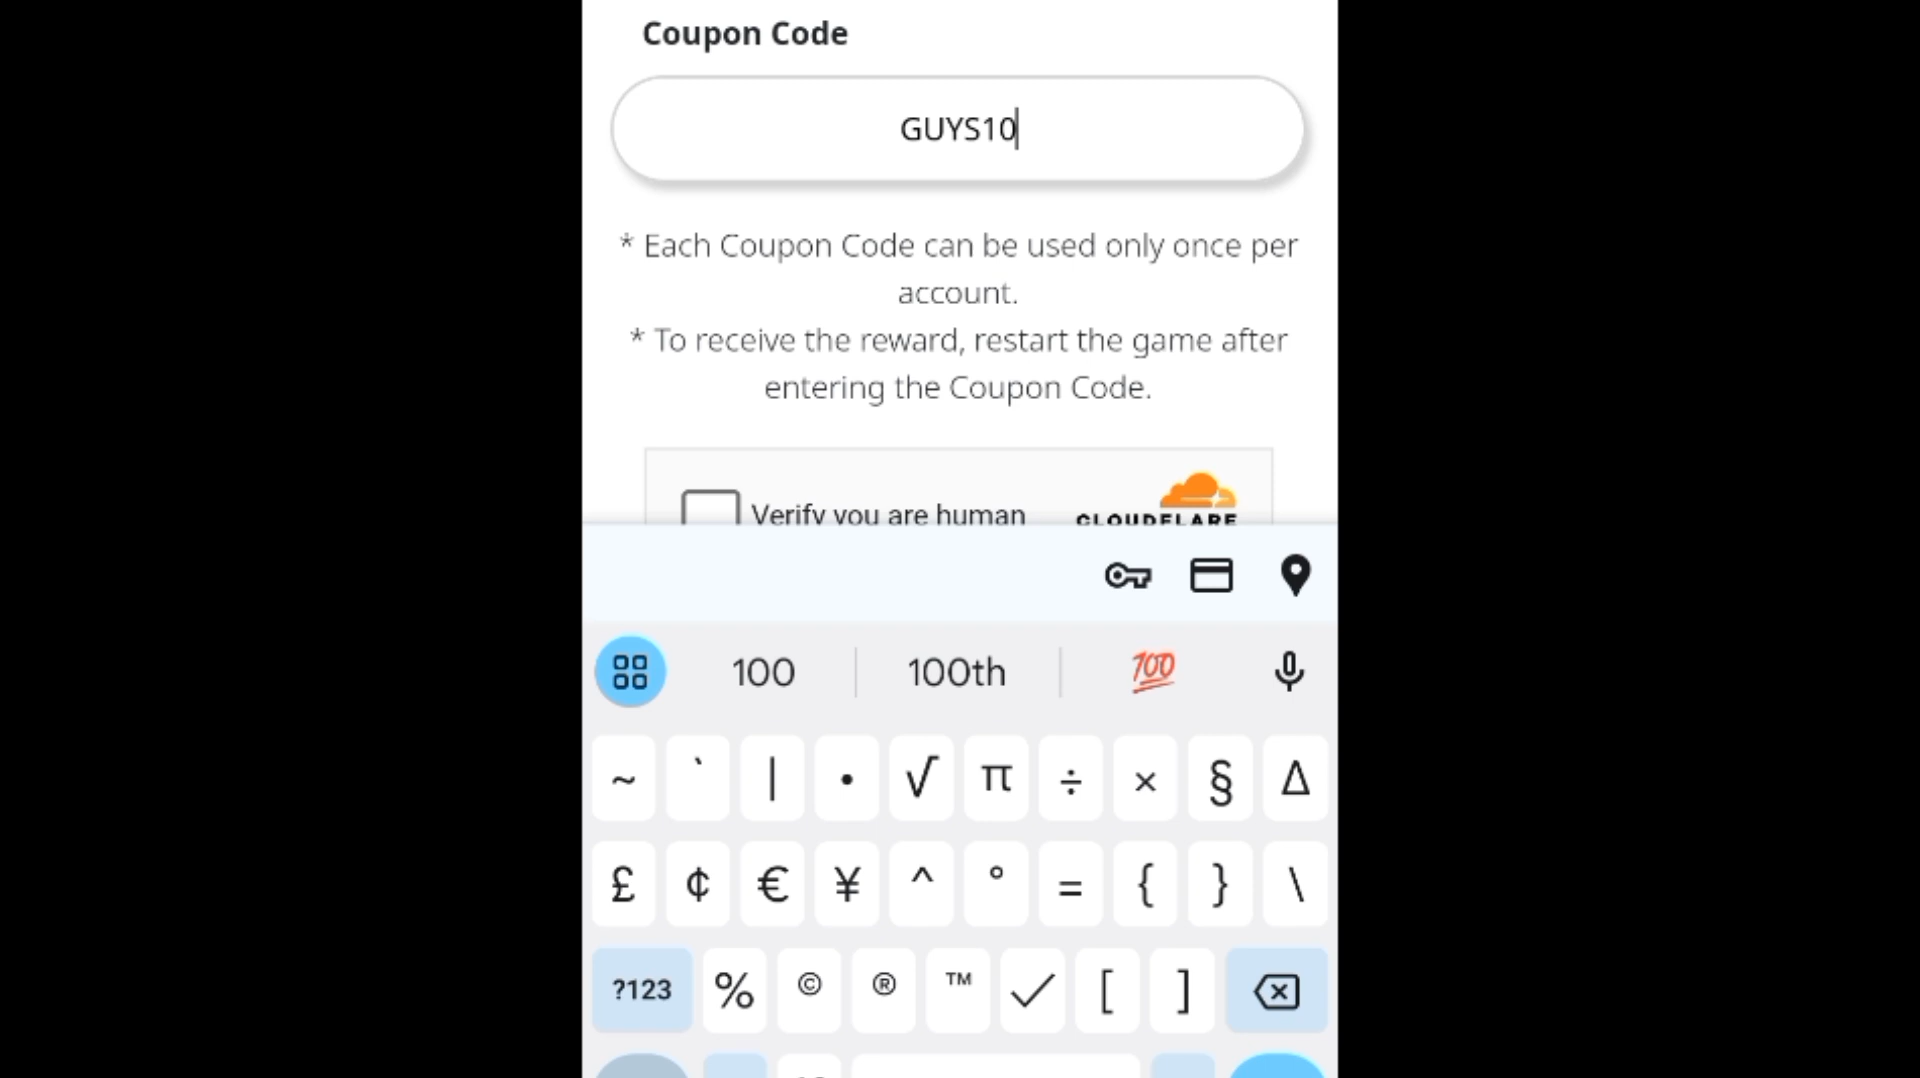 Coupon Code
GUYS10
* Each Coupon Code can be used only once per
account.
* To receive the reward, restart the game after
entering the Coupon Code.
Verify you are human
CLOUDFLARE
100 100th 💯
~ ` | • √ π ÷ × § Δ
£ ¢ € ¥ ^ ° = { } \
?123 % © ® ™ ✓ [ ]